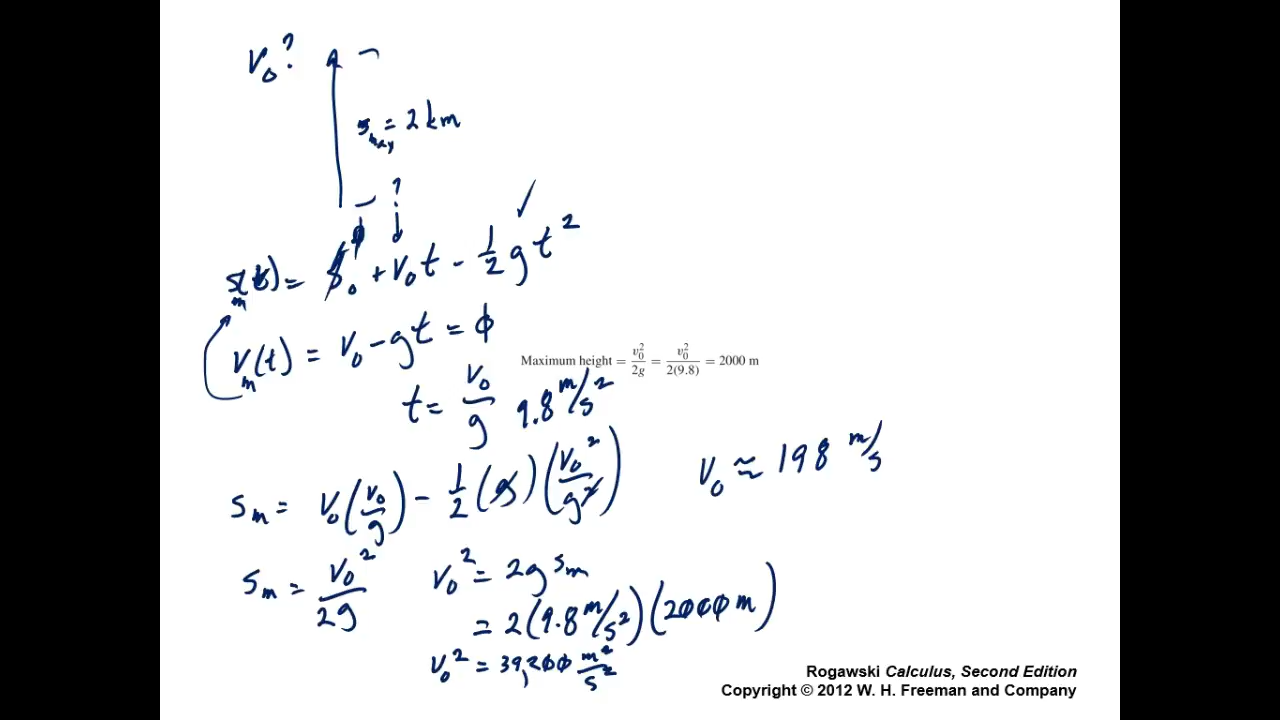 v₀?
s_max = 2 km
?
s_m(t) = s₀ + v₀t - ½gt²
v_m(t) = v₀ - gt = φ
Maximum height = v₀²/2g = v₀²/2(9.8) = 2000 m
t = v₀/g 9.8 m/s²
v₀ ≈ 198 m/s
s_m = v₀(v₀/g) - ½(g)(v₀²/g²)
s_m = v₀²/2g
v₀² = 2g s_m
= 2(9.8 m/s²)(2000 m)
v₀² = 39,200 m²/s²
Rogawski Calculus, Second Edition
Copyright © 2012 W. H. Freeman and Company